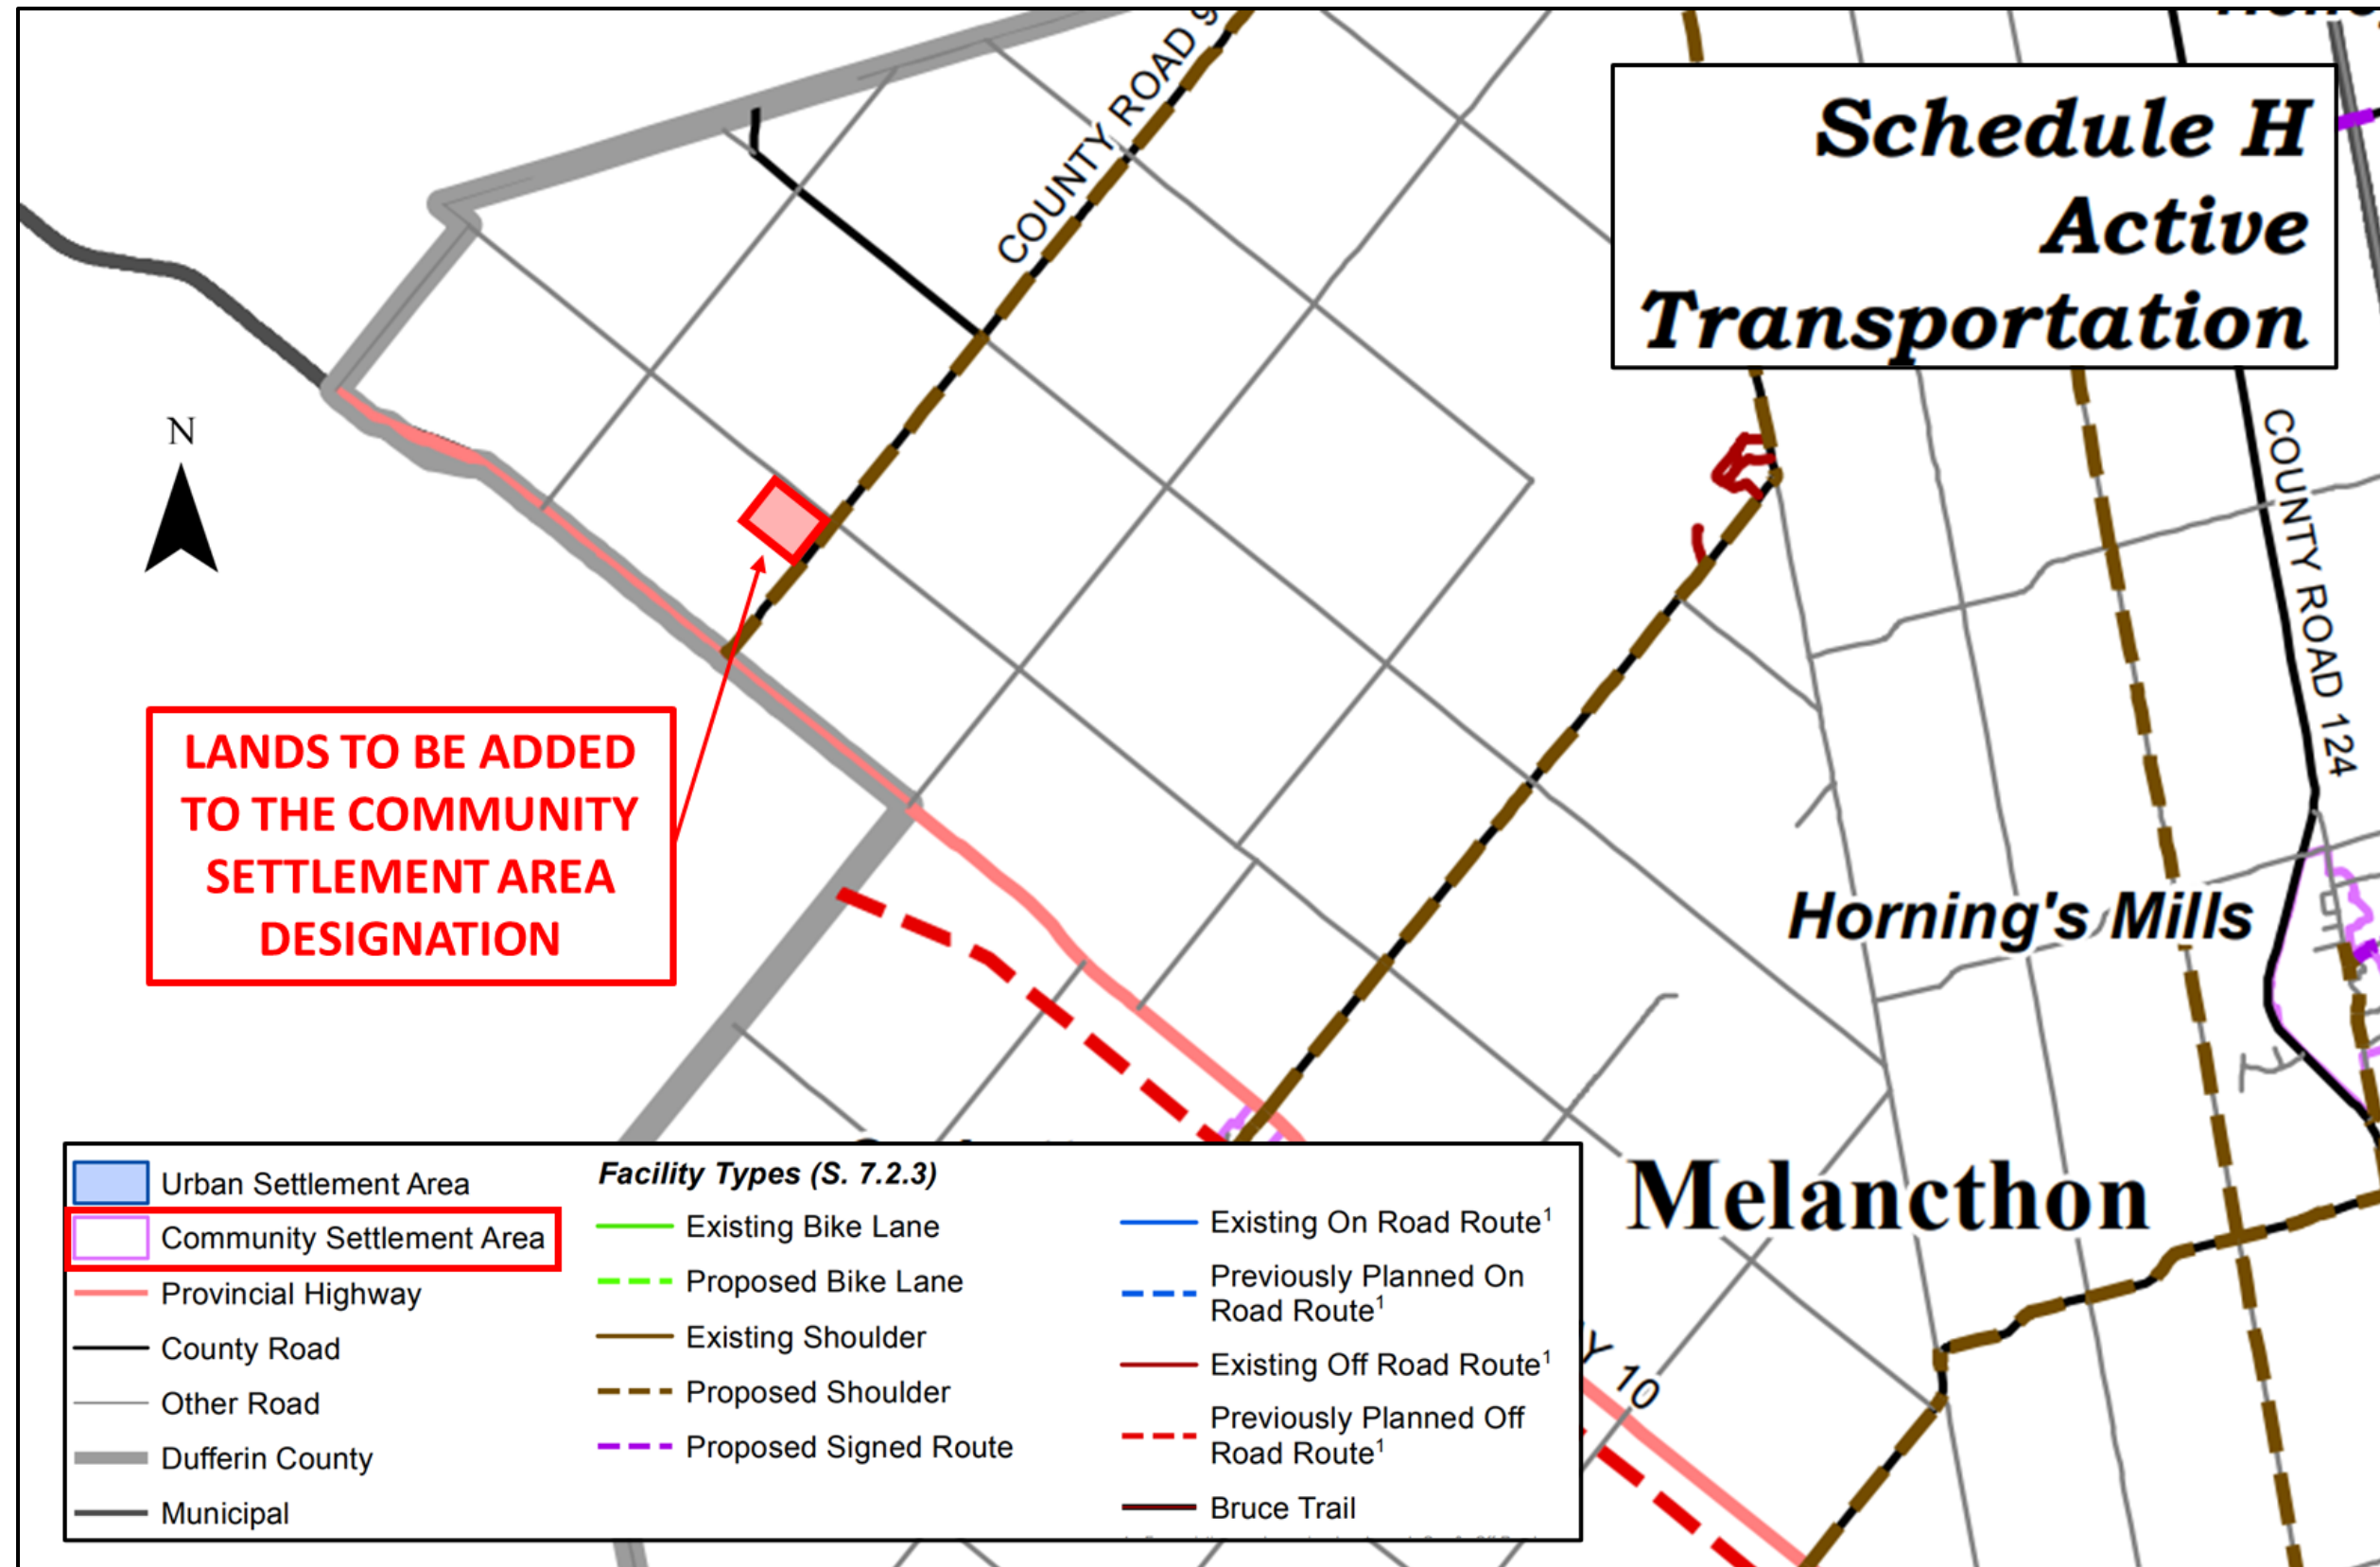 COUNTY ROAD 9
Schedule H
Active
Transportation
N
COUNTY ROAD 124
LANDS TO BE ADDED
TO THE COMMUNITY
SETTLEMENT AREA
DESIGNATION
Horning's Mills
Melancthon
Y 10
Urban Settlement Area
Community Settlement Area
Provincial Highway
County Road
Other Road
Dufferin County
Municipal
Facility Types (S. 7.2.3)
Existing Bike Lane
Proposed Bike Lane
Existing Shoulder
Proposed Shoulder
Proposed Signed Route
Existing On Road Route¹
Previously Planned On
Road Route¹
Existing Off Road Route¹
Previously Planned Off
Road Route¹
Bruce Trail